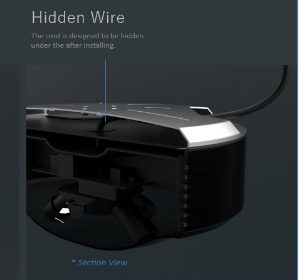 Hidden Wire
The cord is designed to be hidden
under the after installing.
* Section View